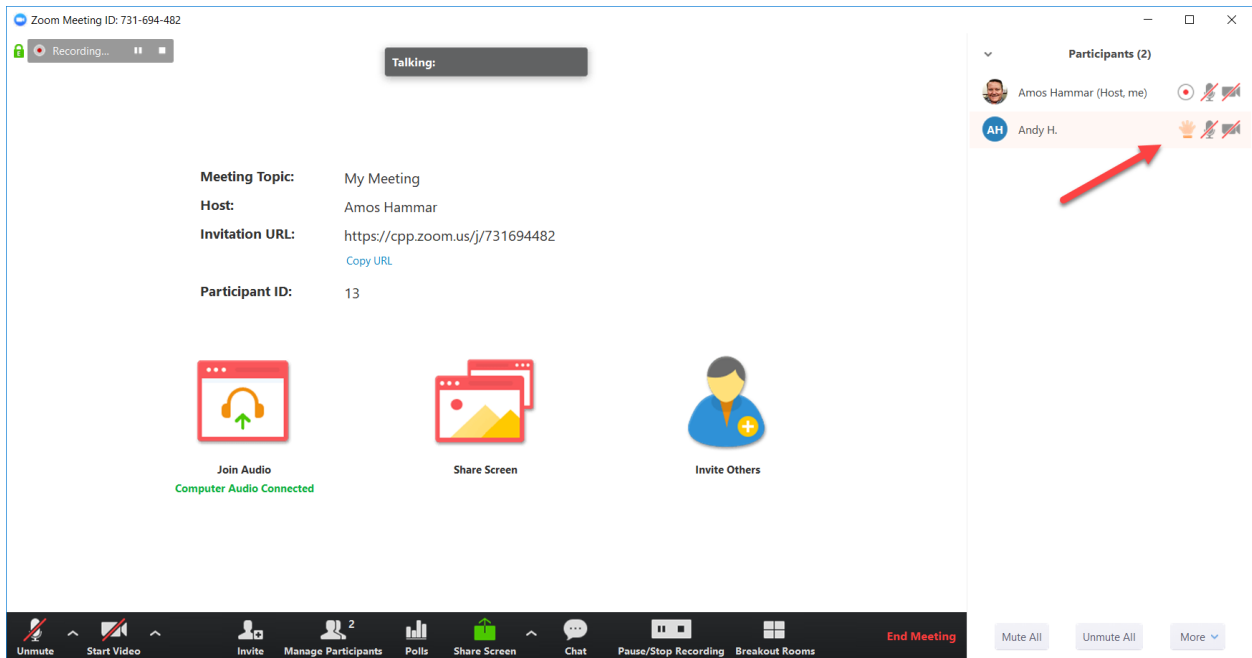 Zoom Meeting ID: 731-694-482
Recording...
Talking:
Participants (2)
Amos Hammar (Host, me)
AH Andy H.
Meeting Topic: My Meeting
Host: Amos Hammar
Invitation URL: https://cpp.zoom.us/j/731694482
Copy URL
Participant ID: 13
Join Audio
Computer Audio Connected
Share Screen
Invite Others
Unmute
Start Video
Invite
2
Manage Participants
Polls
Share Screen
Chat
Pause/Stop Recording
Breakout Rooms
End Meeting
Mute All
Unmute All
More